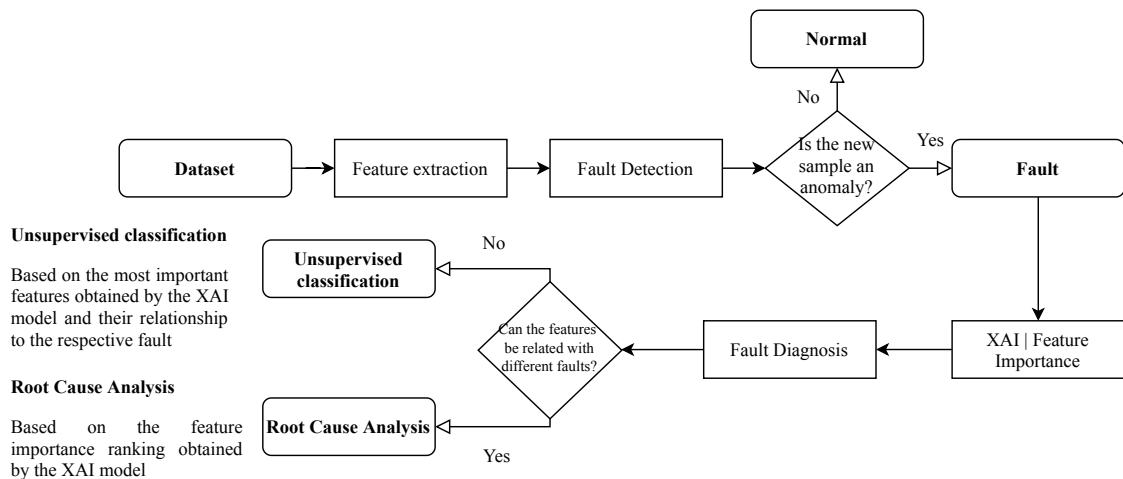 Normal
No
Yes
Is the new
sample an
anomaly?
Dataset
Feature extraction
Fault Detection
Fault
Unsupervised classification
Based on the most important
features obtained by the XAI
model and their relationship
to the respective fault
Root Cause Analysis
Based on the feature
importance ranking obtained
by the XAI model
No
Unsupervised
classification
Can the features
be related with
different faults?
Fault Diagnosis
XAI | Feature
Importance
Root Cause Analysis
Yes